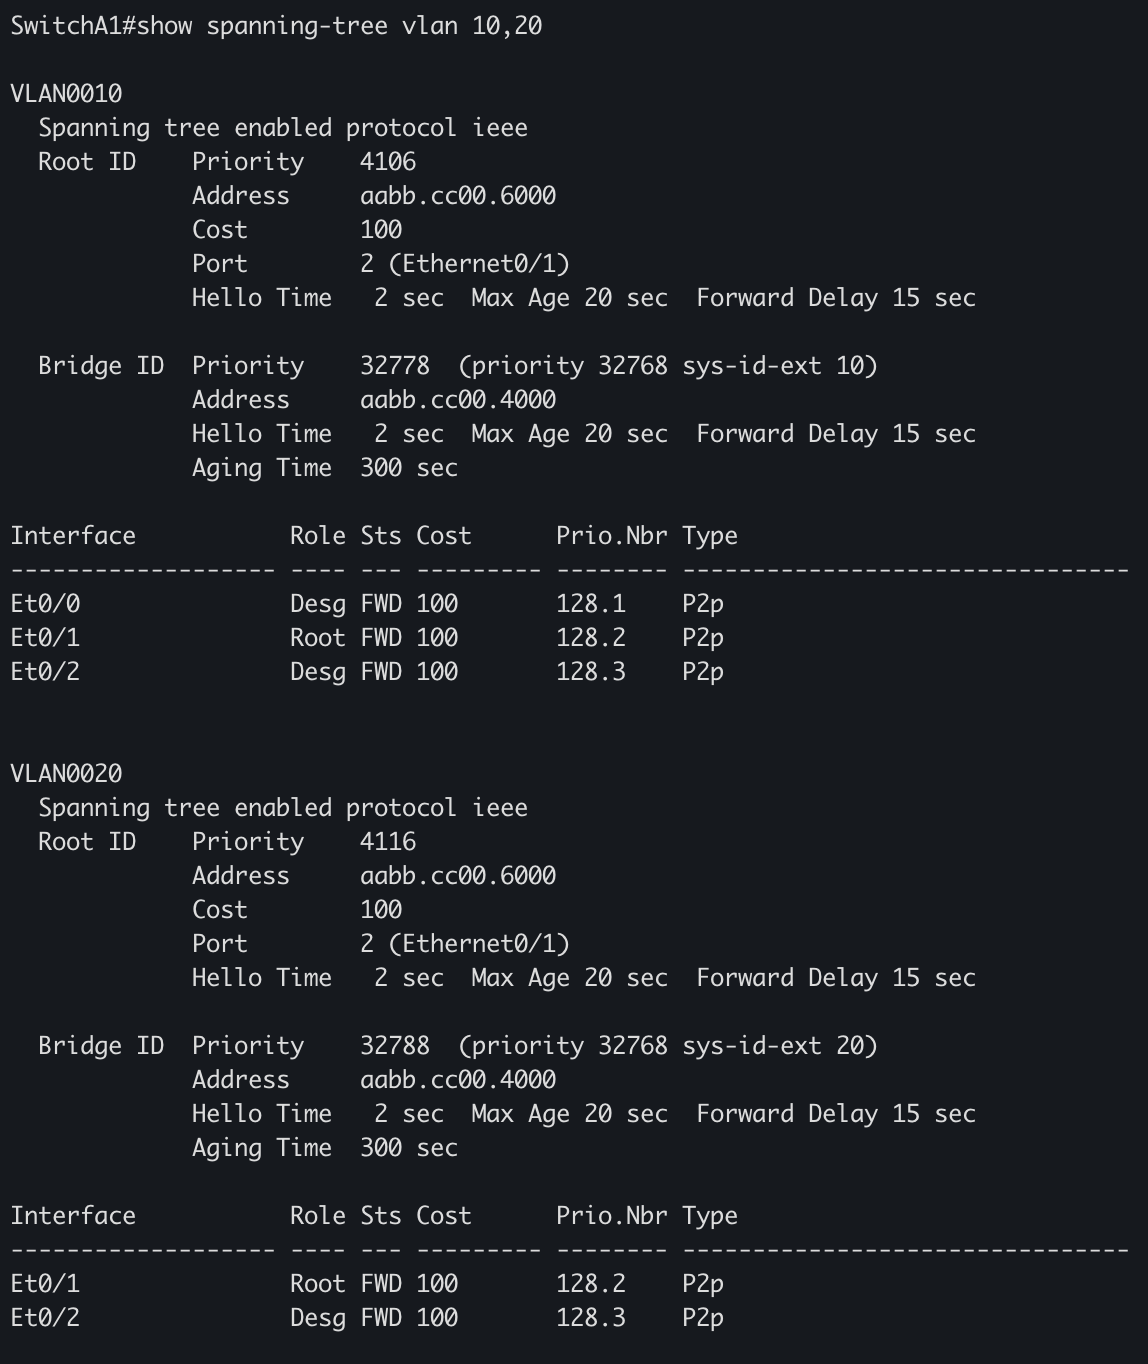 SwitchA1#show spanning-tree vlan 10,20

VLAN0010
  Spanning tree enabled protocol ieee
  Root ID    Priority    4106
             Address     aabb.cc00.6000
             Cost        100
             Port        2 (Ethernet0/1)
             Hello Time   2 sec  Max Age 20 sec  Forward Delay 15 sec

  Bridge ID  Priority    32778  (priority 32768 sys-id-ext 10)
             Address     aabb.cc00.4000
             Hello Time   2 sec  Max Age 20 sec  Forward Delay 15 sec
             Aging Time  300 sec

Interface           Role Sts Cost      Prio.Nbr Type
------------------- ---- --- --------- -------- --------------------------------
Et0/0               Desg FWD 100       128.1    P2p
Et0/1               Root FWD 100       128.2    P2p
Et0/2               Desg FWD 100       128.3    P2p


VLAN0020
  Spanning tree enabled protocol ieee
  Root ID    Priority    4116
             Address     aabb.cc00.6000
             Cost        100
             Port        2 (Ethernet0/1)
             Hello Time   2 sec  Max Age 20 sec  Forward Delay 15 sec

  Bridge ID  Priority    32788  (priority 32768 sys-id-ext 20)
             Address     aabb.cc00.4000
             Hello Time   2 sec  Max Age 20 sec  Forward Delay 15 sec
             Aging Time  300 sec

Interface           Role Sts Cost      Prio.Nbr Type
------------------- ---- --- --------- -------- --------------------------------
Et0/1               Root FWD 100       128.2    P2p
Et0/2               Desg FWD 100       128.3    P2p